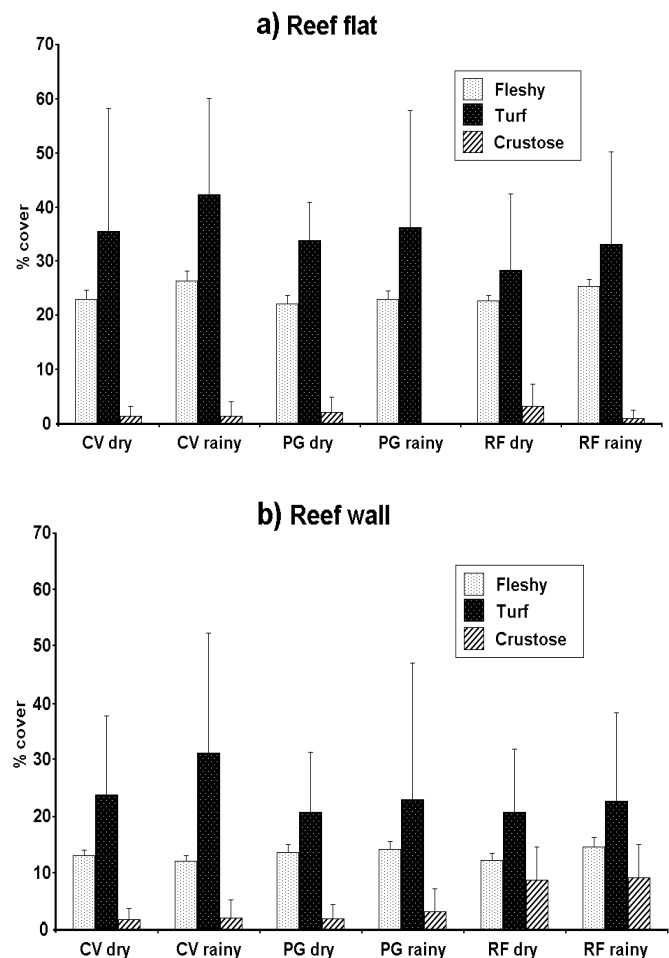 a) Reef flat
70
60
50
40
30
20
10
0
% cover
Fleshy
Turf
Crustose
CV dry CV rainy PG dry PG rainy RF dry RF rainy
b) Reef wall
70
60
50
40
30
20
10
0
% cover
Fleshy
Turf
Crustose
CV dry CV rainy PG dry PG rainy RF dry RF rainy